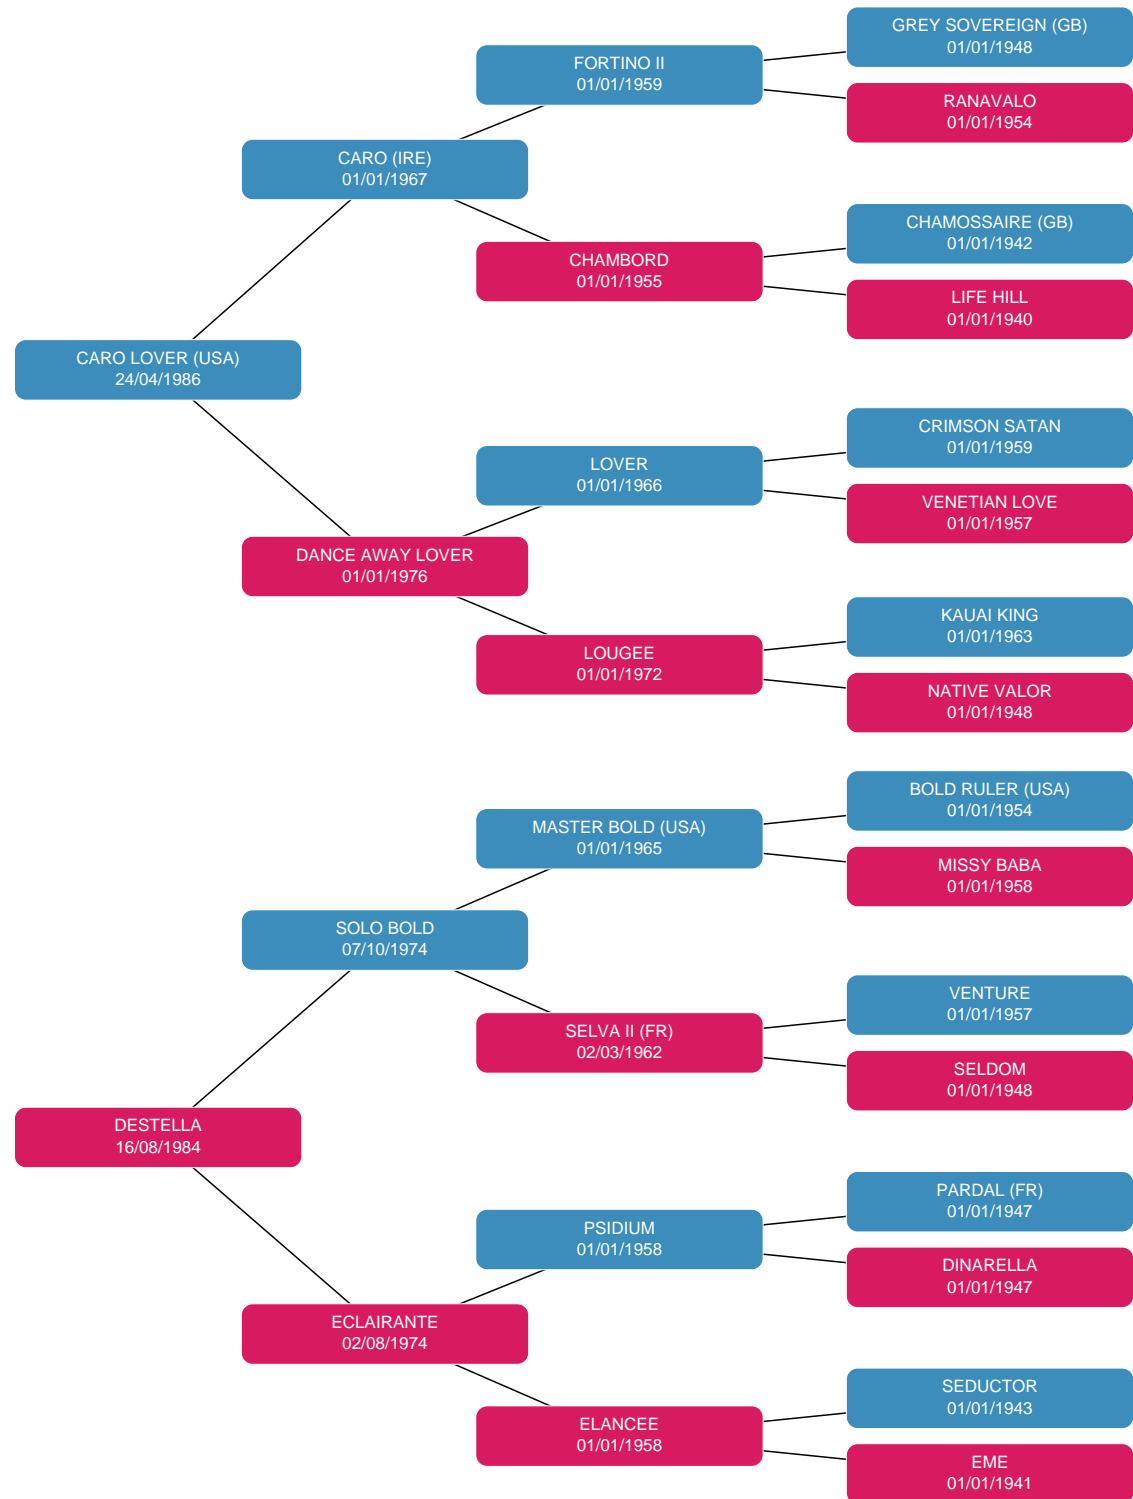 GREY SOVEREIGN (GB)
01/01/1948
FORTINO II
01/01/1959
RANAVALO
01/01/1954
CARO (IRE)
01/01/1967
CHAMOSSAIRE (GB)
01/01/1942
CHAMBORD
01/01/1955
LIFE HILL
01/01/1940
CARO LOVER (USA)
24/04/1986
CRIMSON SATAN
01/01/1959
LOVER
01/01/1966
VENETIAN LOVE
01/01/1957
DANCE AWAY LOVER
01/01/1976
KAUAI KING
01/01/1963
LOUGEE
01/01/1972
NATIVE VALOR
01/01/1948
BOLD RULER (USA)
01/01/1954
MASTER BOLD (USA)
01/01/1965
MISSY BABA
01/01/1958
SOLO BOLD
07/10/1974
VENTURE
01/01/1957
SELVA II (FR)
02/03/1962
SELDOM
01/01/1948
DESTELLA
16/08/1984
PARDAL (FR)
01/01/1947
PSIDIUM
01/01/1958
DINARELLA
01/01/1947
ECLAIRANTE
02/08/1974
SEDUCTOR
01/01/1943
ELANCEE
01/01/1958
EME
01/01/1941